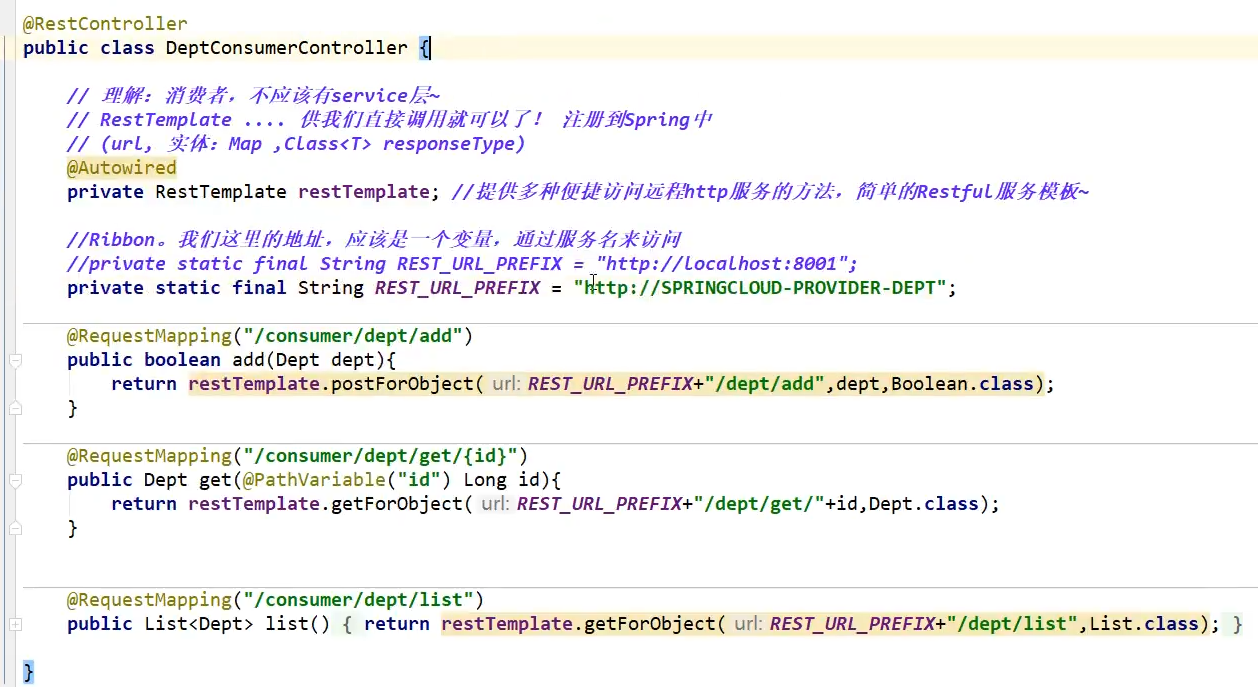 @RestController
public class DeptConsumerController {
// 理解：消费者，不应该有service层~
// RestTemplate .... 供我们直接调用就可以了！ 注册到Spring中
// (url, 实体：Map ,Class<T> responseType)
@Autowired
private RestTemplate restTemplate; //提供多种便捷访问远程http服务的方法，简单的Restful服务模板~
//Ribbon。我们这里的地址，应该是一个变量，通过服务名来访问
//private static final String REST_URL_PREFIX = "http://localhost:8001";
private static final String REST_URL_PREFIX = "http://SPRINGCLOUD-PROVIDER-DEPT";
@RequestMapping("/consumer/dept/add")
public boolean add(Dept dept){
return restTemplate.postForObject( url: REST_URL_PREFIX+"/dept/add",dept,Boolean.class);
}
@RequestMapping("/consumer/dept/get/{id}")
public Dept get(@PathVariable("id") Long id){
return restTemplate.getForObject( url: REST_URL_PREFIX+"/dept/get/"+id,Dept.class);
}
@RequestMapping("/consumer/dept/list")
public List<Dept> list() { return restTemplate.getForObject( url: REST_URL_PREFIX+"/dept/list",List.class); }
}